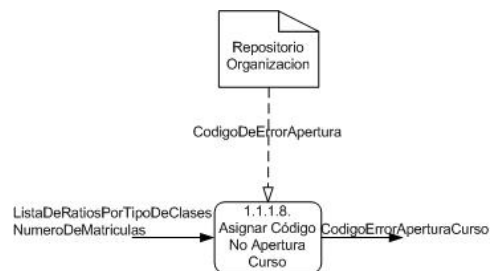 Repositorio
Organizacion
CodigoDeErrorApertura
1.1.1.8.
ListaDeRatiosPorTipoDeClases
Asignar Código
NumeroDeMatriculas
No Apertura
CodigoErrorAperturaCurso
Curso